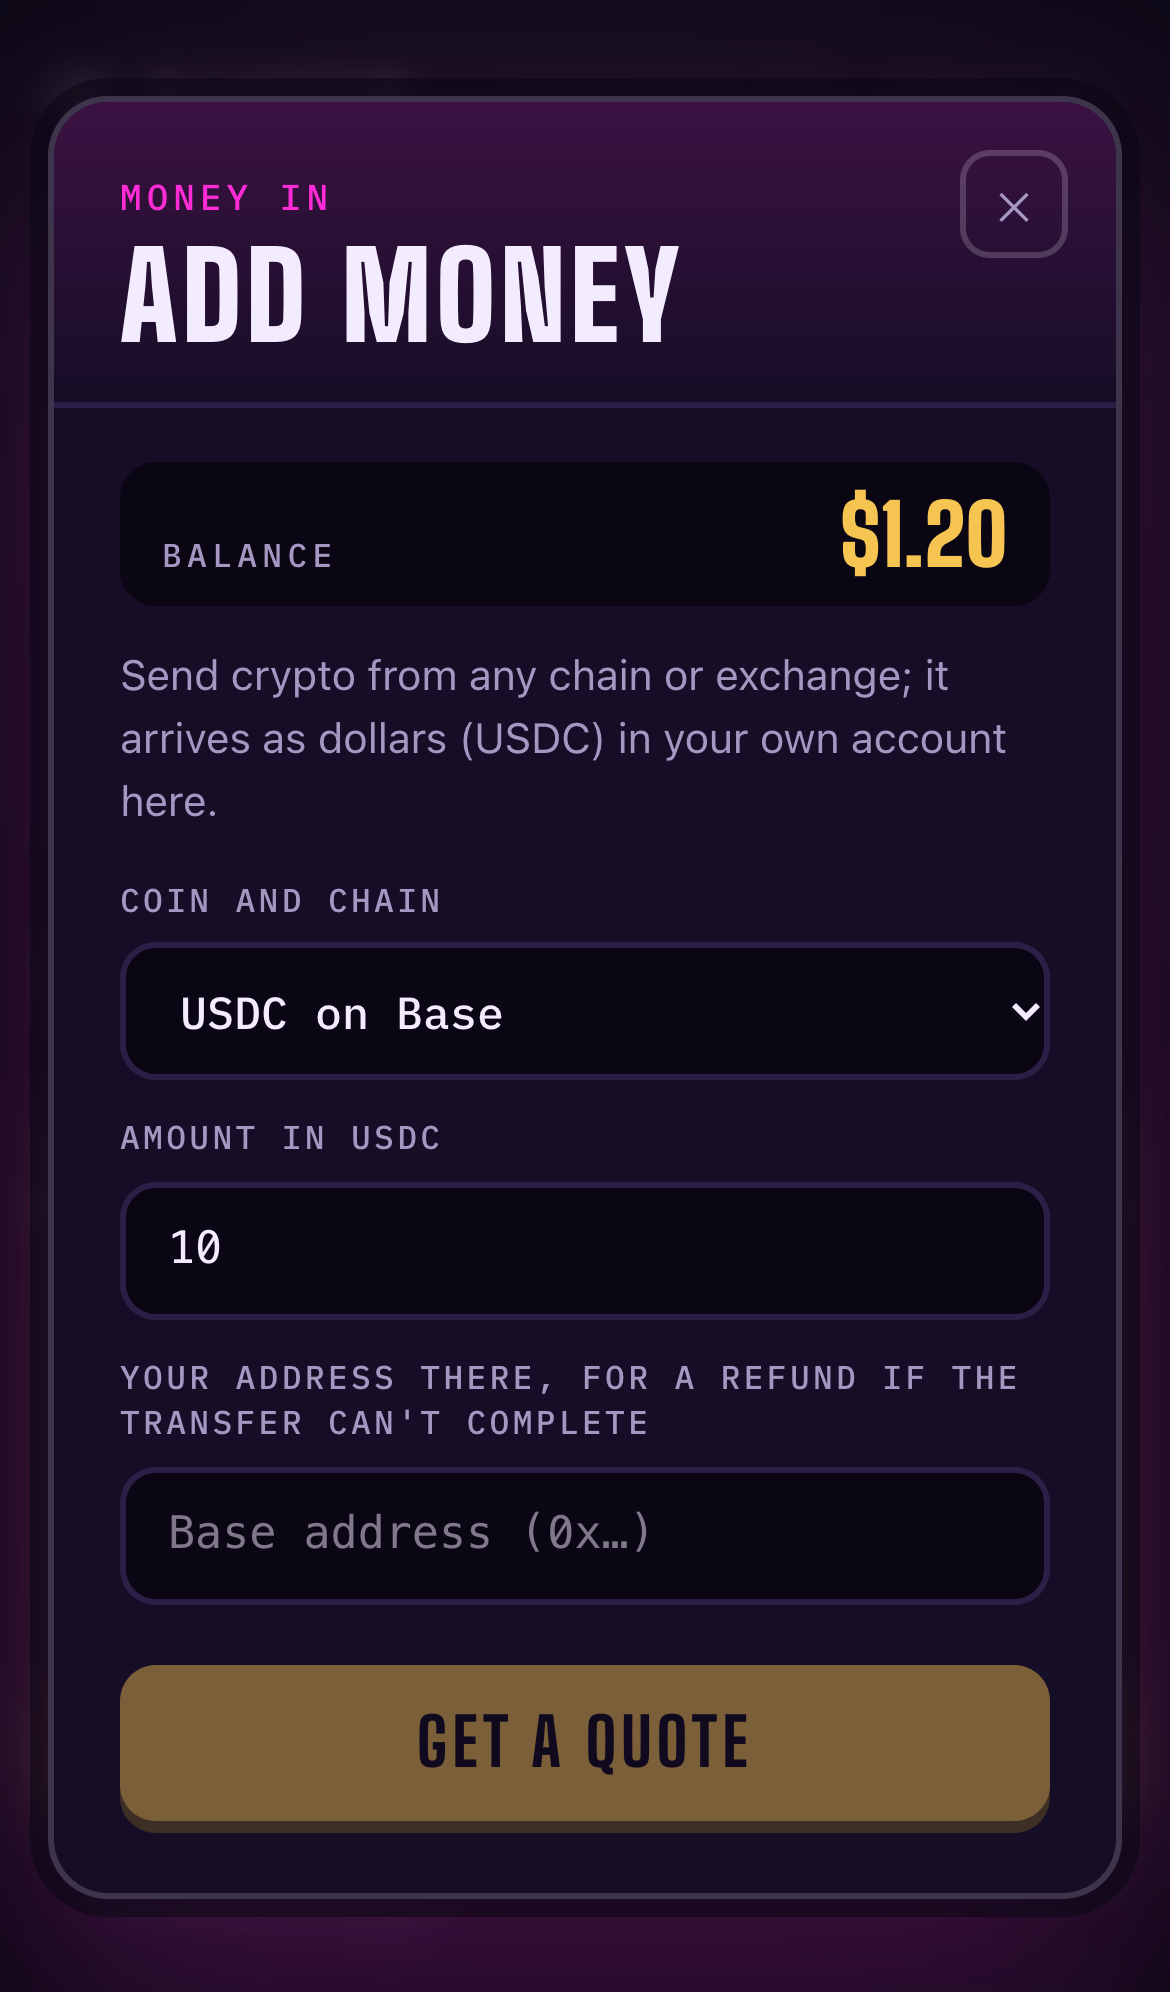 MONEY IN
ADD MONEY
BALANCE $1.20
Send crypto from any chain or exchange; it
arrives as dollars (USDC) in your own account
here.
COIN AND CHAIN
USDC on Base
AMOUNT IN USDC
10
YOUR ADDRESS THERE, FOR A REFUND IF THE
TRANSFER CAN'T COMPLETE
Base address (0x…)
GET A QUOTE